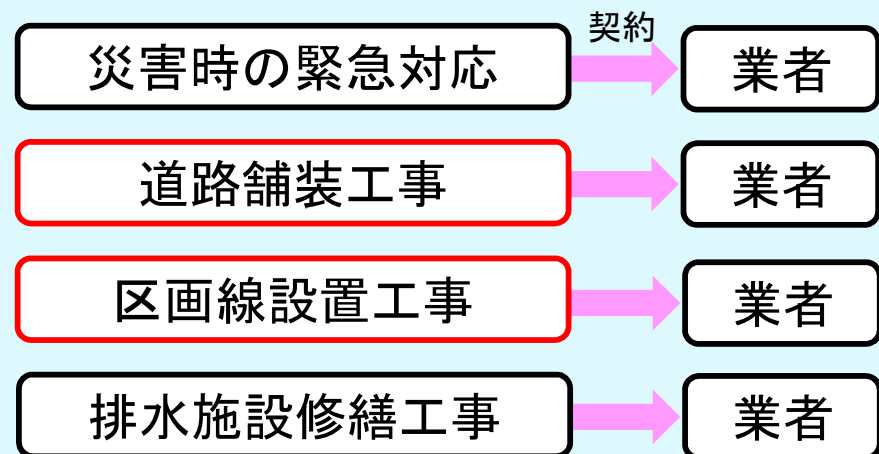 契約
災害時の緊急対応
業者
道路舗装工事
業者
区画線設置工事
業者
排水施設修繕工事
業者